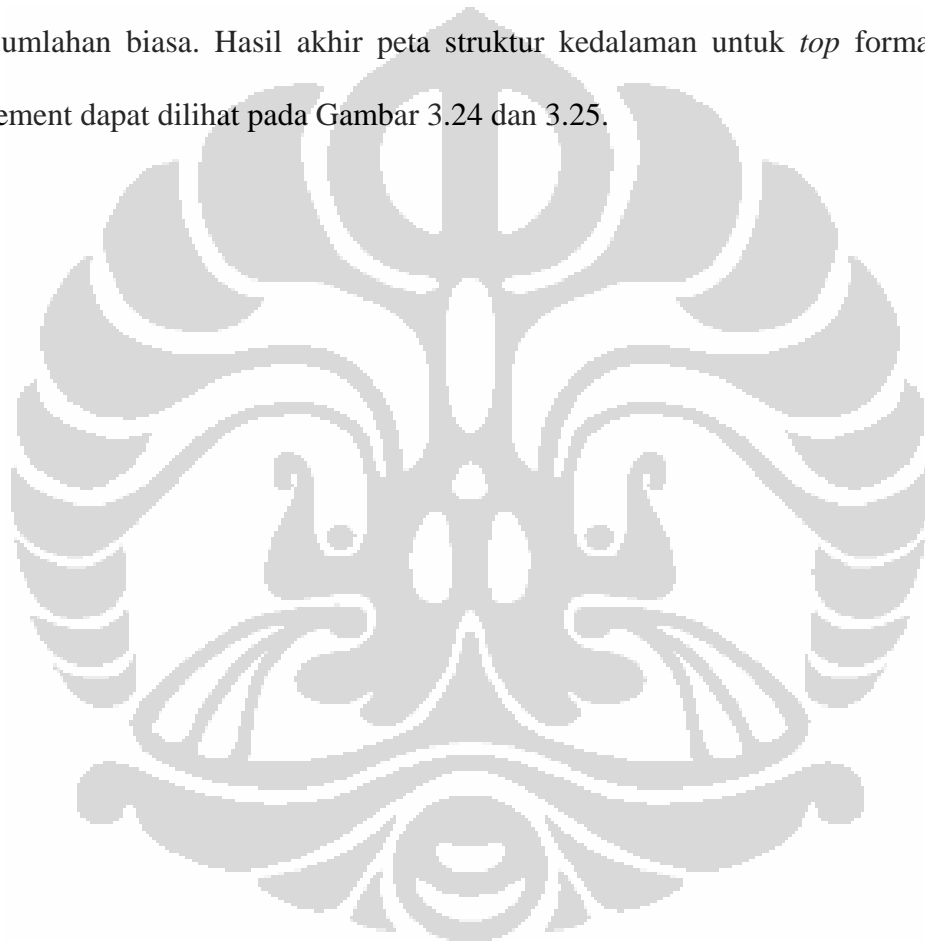 umlahan biasa. Hasil akhir peta struktur kedalaman untuk top forma
ement dapat dilihat pada Gambar 3.24 dan 3.25.